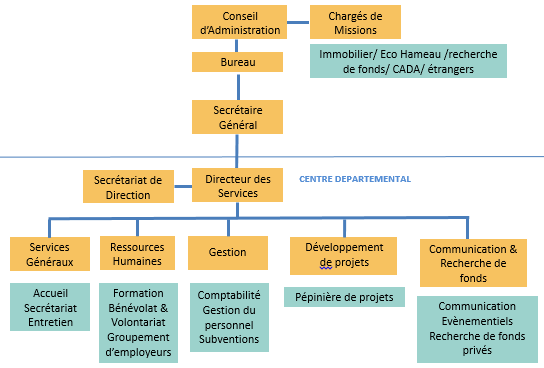 Conseil
d'Administration
Chargés de
Missions
Immobilier/ Eco Hameau /recherche
de fonds/ CADA/ étrangers
Bureau
Secrétaire
Général
CENTRE DEPARTEMENTAL
Secrétariat de
Direction
Directeur des
Services
Services
Généraux
Accueil
Secrétariat
Entretien
Ressources
Humaines
Formation
Bénévolat &
Volontariat
Groupement
d'employeurs
Gestion
Comptabilité
Gestion du
personnel
Subventions
Développement
de projets
Pépinière de projets
Communication &
Recherche de
fonds
Communication
Evènementiels
Recherche de fonds
privés